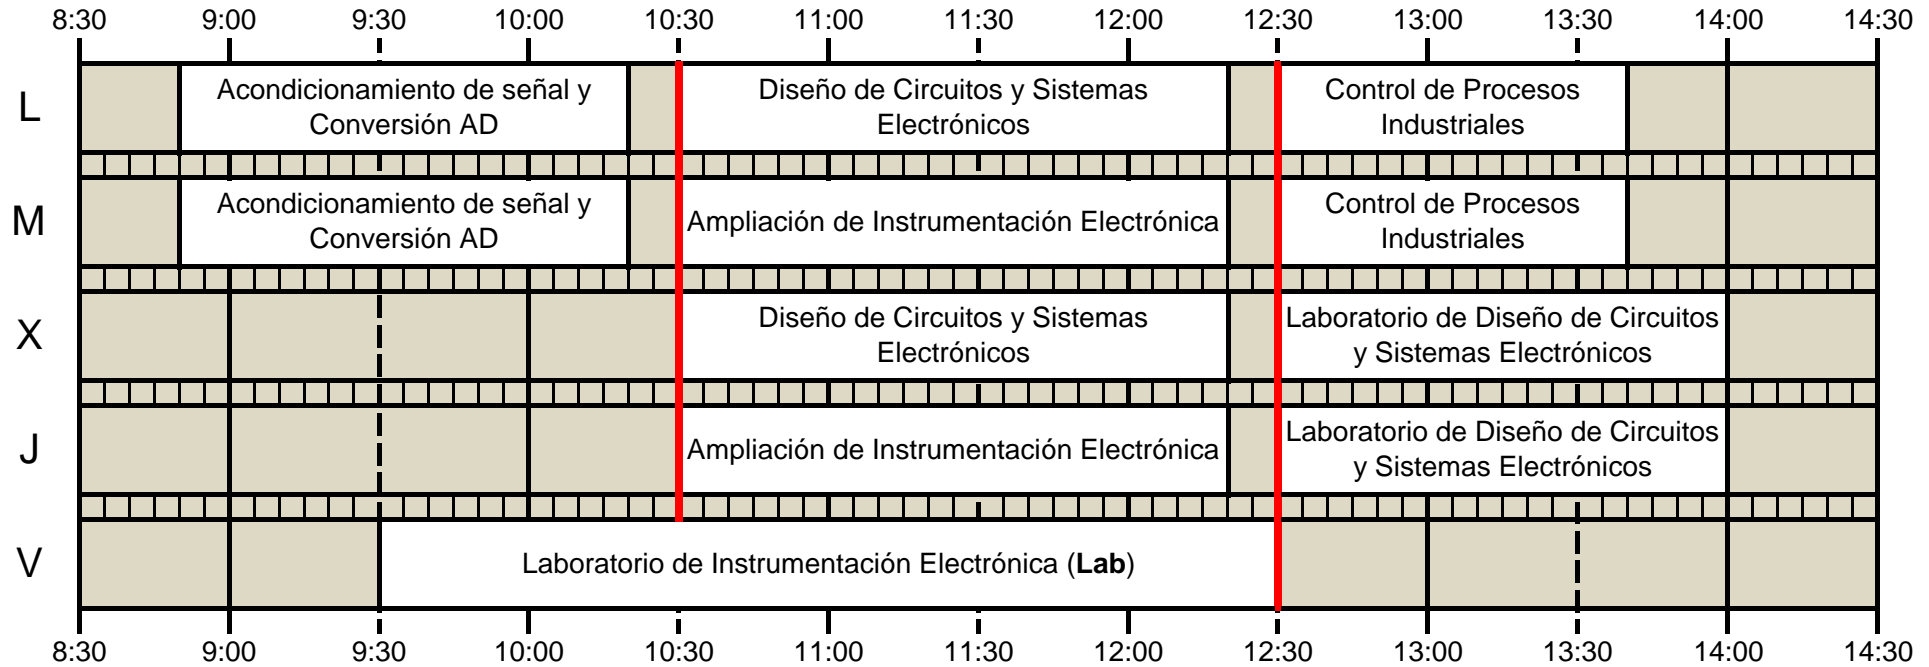 8:30 9:00 9:30 10:00 10:30 11:00 11:30 12:00 12:30 13:00 13:30 14:00 14:30
L
Acondicionamiento de señal y
Conversión AD
Diseño de Circuitos y Sistemas
Electrónicos
Control de Procesos
Industriales
M
Acondicionamiento de señal y
Conversión AD
Ampliación de Instrumentación Electrónica
Control de Procesos
Industriales
X
Diseño de Circuitos y Sistemas
Electrónicos
Laboratorio de Diseño de Circuitos
y Sistemas Electrónicos
J
Ampliación de Instrumentación Electrónica
Laboratorio de Diseño de Circuitos
y Sistemas Electrónicos
V
Laboratorio de Instrumentación Electrónica (Lab)
8:30 9:00 9:30 10:00 10:30 11:00 11:30 12:00 12:30 13:00 13:30 14:00 14:30